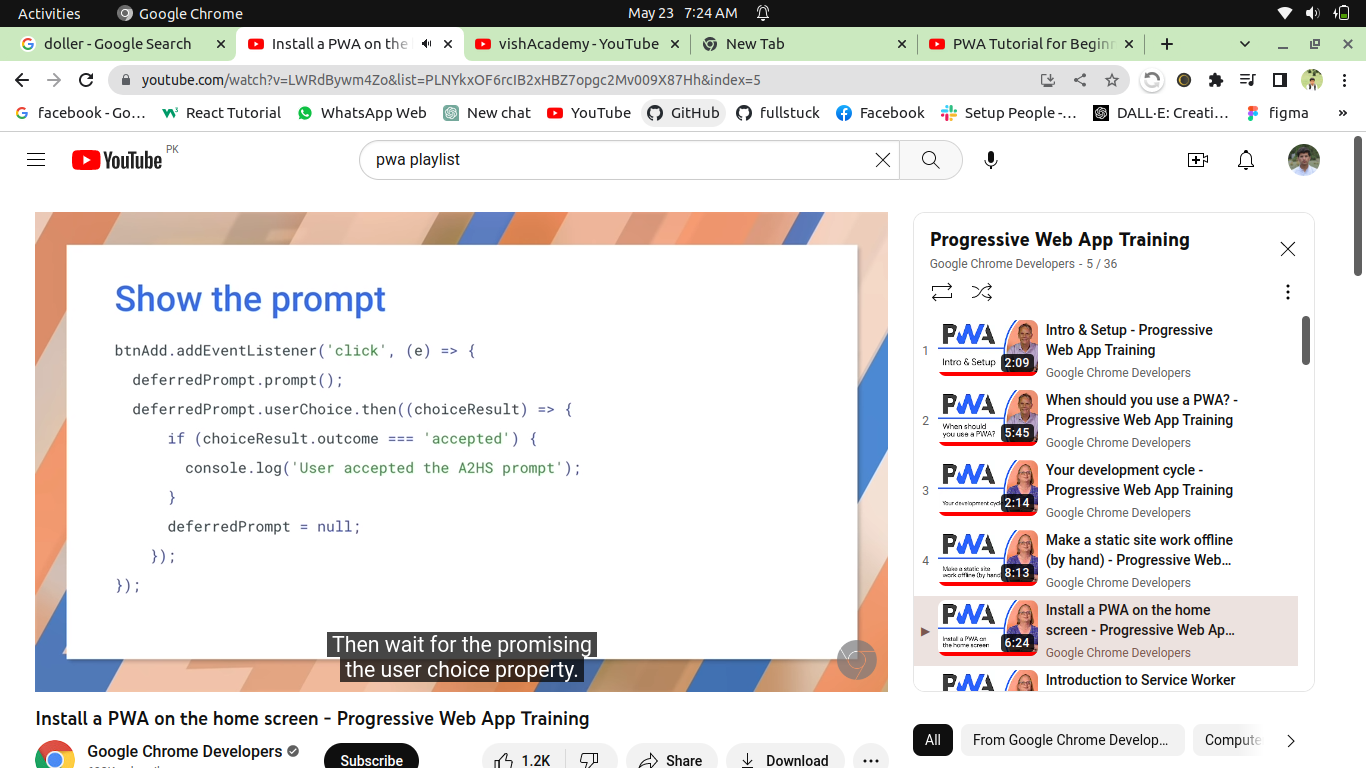 Activities
Google Chrome
May 23 7:24 AM
doller - Google Search
Install a PWA on the
vishAcademy - YouTube
New Tab
PWA Tutorial for Beginn
youtube.com/watch?v=LWRdBywm4Zo&list=PLNYkxOF6rcIB2xHBZ7opgc2Mv009X87Hh&index=5
facebook - Go…
React Tutorial
WhatsApp Web
New chat
YouTube
GitHub
fullstuck
Facebook
Setup People -…
DALL·E: Creati…
figma
»
YouTube PK
pwa playlist
Show the prompt
btnAdd.addEventListener('click', (e) => {
deferredPrompt.prompt();
deferredPrompt.userChoice.then((choiceResult) => {
if (choiceResult.outcome === 'accepted') {
console.log('User accepted the A2HS prompt');
}
deferredPrompt = null;
});
});
Then wait for the promising
the user choice property.
Install a PWA on the home screen - Progressive Web App Training
Google Chrome Developers
Subscribe
1.2K
Share
Download
Progressive Web App Training
Google Chrome Developers - 5 / 36
1
PWA
Intro & Setup
2:09
Intro & Setup - Progressive
Web App Training
Google Chrome Developers
2
PWA
When should
you use a PWA?
5:45
When should you use a PWA? -
Progressive Web App Training
Google Chrome Developers
3
PWA
Your development cycle
2:14
Your development cycle -
Progressive Web App Training
Google Chrome Developers
4
PWA
Make a static site
work offline (by hand)
8:13
Make a static site work offline
(by hand) - Progressive Web…
Google Chrome Developers
PWA
Install a PWA on
the home screen
6:24
Install a PWA on the home
screen - Progressive Web Ap…
Google Chrome Developers
PWA
Introduction to Service Worker
All
From Google Chrome Develop…
Compute